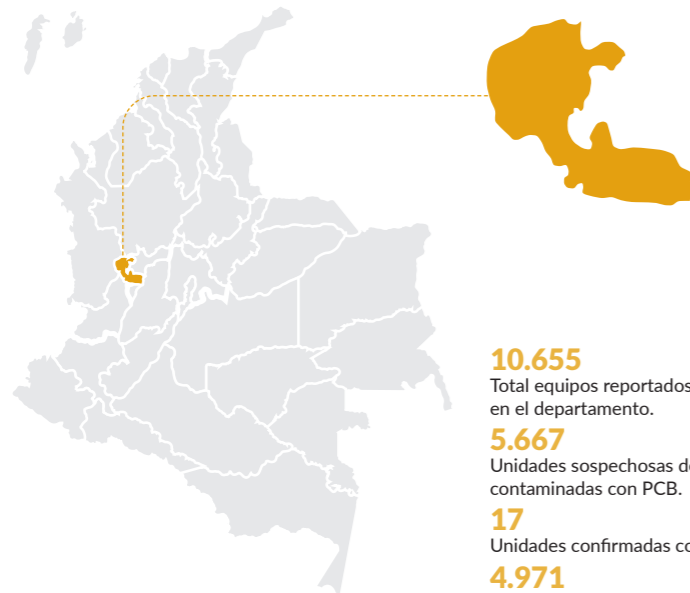 10.655
Total equipos reportados
en el departamento.
5.667
Unidades sospechosas
contaminadas con PCB.
17
Unidades confirmadas
4.971